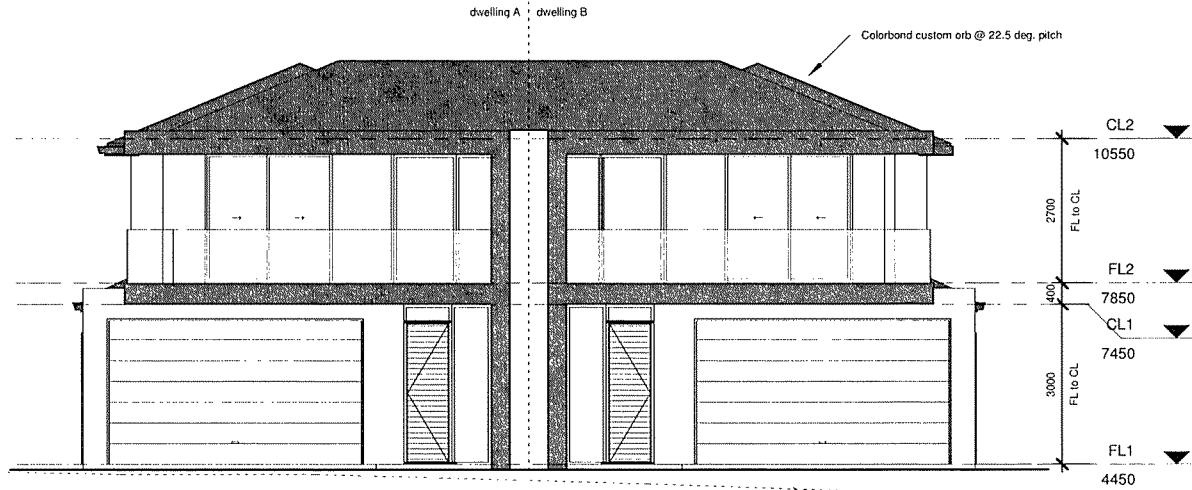 dwelling A dwelling B
Colorbond custom orb @ 22.5 deg. pitch
CL2
10550
2700
FL to CL
FL2
7850
400
CL1
7450
3000
FL to CL
FL1
4450